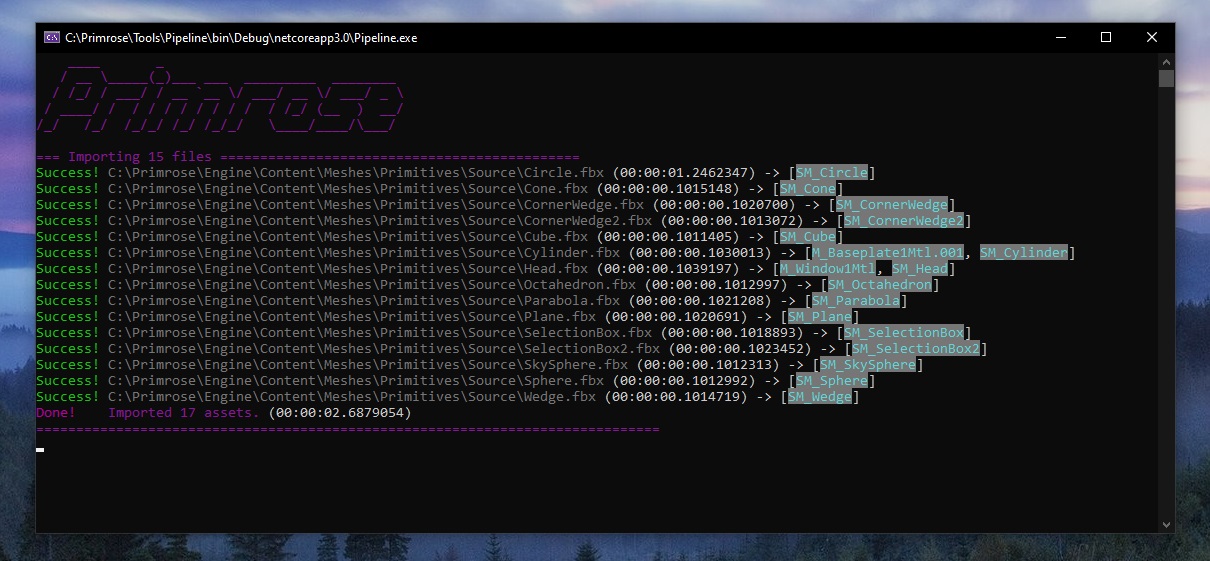 C:\Primrose\Tools\Pipeline\bin\Debug\netcoreapp3.0\Pipeline.exe
Primrose
=== Importing 15 files =============================================
Success! C:\Primrose\Engine\Content\Meshes\Primitives\Source\Circle.fbx (00:00:01.2462347) -> [SM_Circle]
Success! C:\Primrose\Engine\Content\Meshes\Primitives\Source\Cone.fbx (00:00:00.1015148) -> [SM_Cone]
Success! C:\Primrose\Engine\Content\Meshes\Primitives\Source\CornerWedge.fbx (00:00:00.1020700) -> [SM_CornerWedge]
Success! C:\Primrose\Engine\Content\Meshes\Primitives\Source\CornerWedge2.fbx (00:00:00.1013072) -> [SM_CornerWedge2]
Success! C:\Primrose\Engine\Content\Meshes\Primitives\Source\Cube.fbx (00:00:00.1011405) -> [SM_Cube]
Success! C:\Primrose\Engine\Content\Meshes\Primitives\Source\Cylinder.fbx (00:00:00.1030013) -> [M_Baseplate1Mtl.001, SM_Cylinder]
Success! C:\Primrose\Engine\Content\Meshes\Primitives\Source\Head.fbx (00:00:00.1039197) -> [M_Window1Mtl, SM_Head]
Success! C:\Primrose\Engine\Content\Meshes\Primitives\Source\Octahedron.fbx (00:00:00.1012997) -> [SM_Octahedron]
Success! C:\Primrose\Engine\Content\Meshes\Primitives\Source\Parabola.fbx (00:00:00.1021208) -> [SM_Parabola]
Success! C:\Primrose\Engine\Content\Meshes\Primitives\Source\Plane.fbx (00:00:00.1020691) -> [SM_Plane]
Success! C:\Primrose\Engine\Content\Meshes\Primitives\Source\SelectionBox.fbx (00:00:00.1018893) -> [SM_SelectionBox]
Success! C:\Primrose\Engine\Content\Meshes\Primitives\Source\SelectionBox2.fbx (00:00:00.1023452) -> [SM_SelectionBox2]
Success! C:\Primrose\Engine\Content\Meshes\Primitives\Source\SkySphere.fbx (00:00:00.1012313) -> [SM_SkySphere]
Success! C:\Primrose\Engine\Content\Meshes\Primitives\Source\Sphere.fbx (00:00:00.1012992) -> [SM_Sphere]
Success! C:\Primrose\Engine\Content\Meshes\Primitives\Source\Wedge.fbx (00:00:00.1014719) -> [SM_Wedge]
Done! Imported 17 assets. (00:00:02.6879054)
==============================================================================